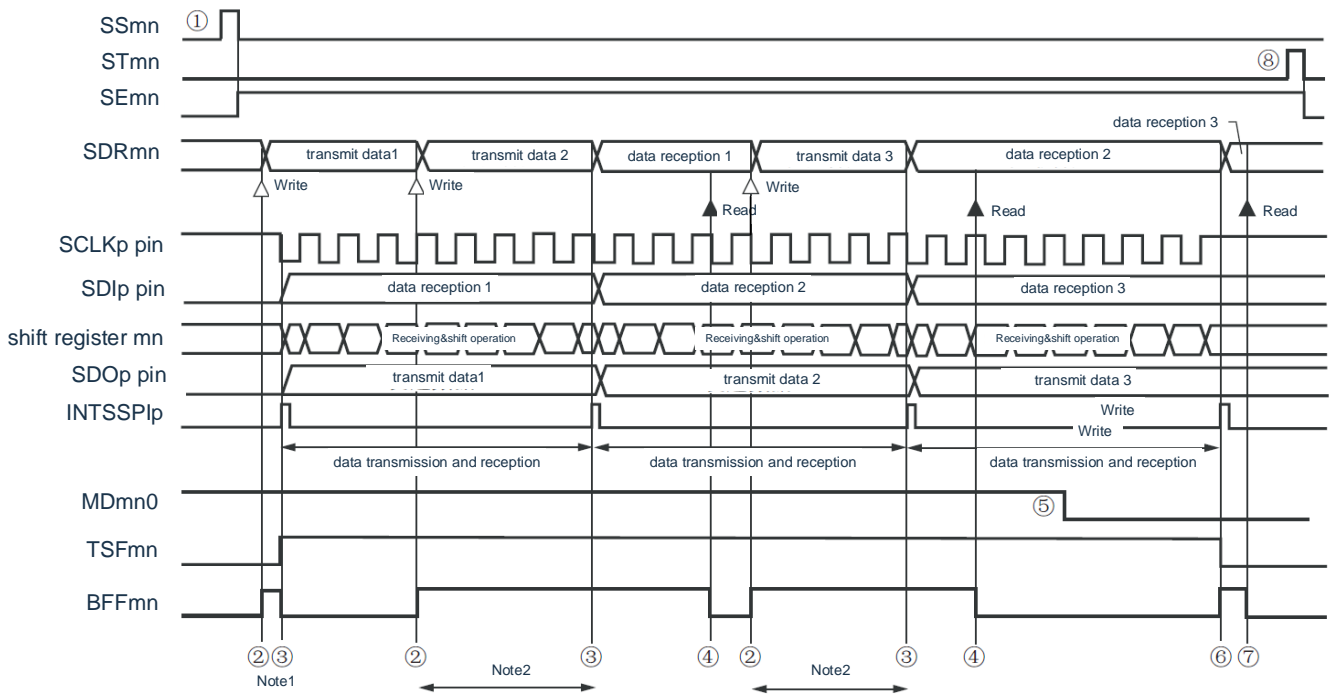 SSmn ①
STmn ⑧
SEmn
data reception 3
SDRmn transmit data1 transmit data 2 data reception 1 transmit data 3 data reception 2
Write Write Write
Read Read Read
SCLKp pin
SDIp pin data reception 1 data reception 2 data reception 3
shift register mn Receiving&shift operation Receiving&shift operation Receiving&shift operation
SDOp pin transmit data1 transmit data 2 transmit data 3
INTSSPIp Write
Write
data transmission and reception data transmission and reception data transmission and reception
MDmn0 ⑤
TSFmn
BFFmn
② ③ ② ③ ④ ② ③ ④ ⑥ ⑦
Note1 Note2 Note2